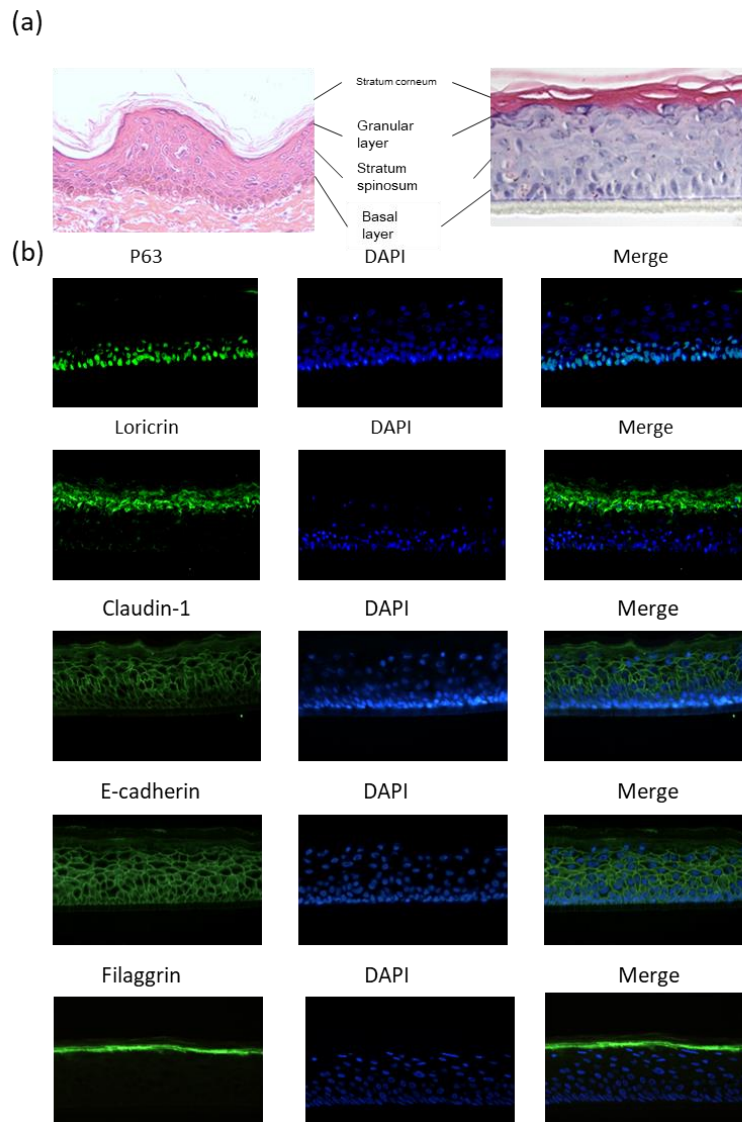 (a)
Stratum corneum
Granular
layer
Stratum
spinosum
Basal
layer
(b)
P63 DAPI Merge
Loricrin DAPI Merge
Claudin-1 DAPI Merge
E-cadherin DAPI Merge
Filaggrin DAPI Merge